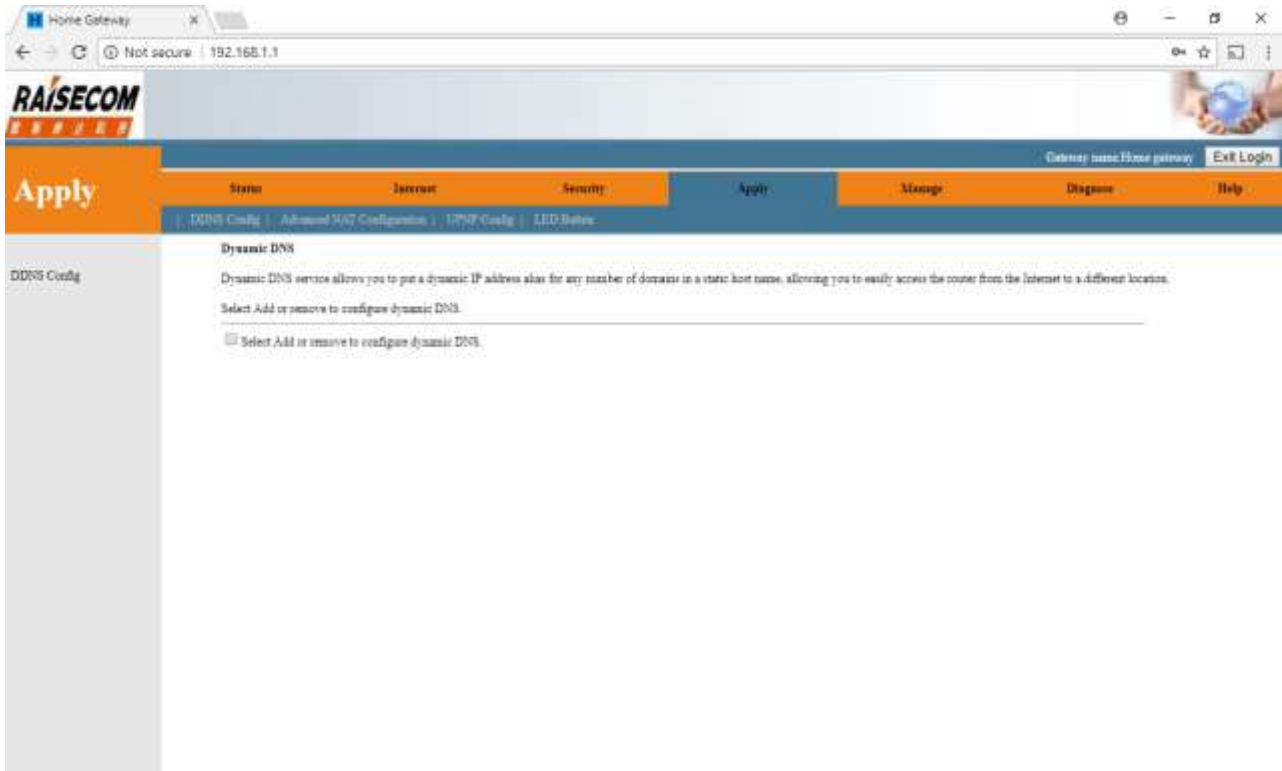 Home Gateway
Not secure | 192.168.1.1
RAISECOM
Gateway name:Home gateway Exit Login
Apply
Status Internet Security Apply Manage Diagnose Help
| DDNS Config | Advanced NAT Configuration | UPNP Config | LED Button
DDNS Config
Dynamic DNS
Dynamic DNS service allows you to put a dynamic IP address alias for any number of domains in a static host name, allowing you to easily access the router from the Internet to a different location.
Select Add or remove to configure dynamic DNS.
Select Add or remove to configure dynamic DNS.